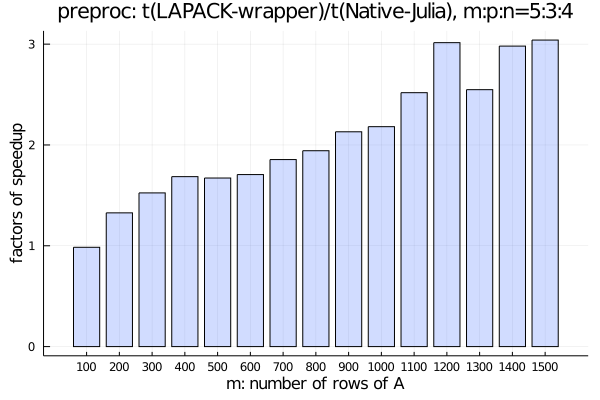 preproc: t(LAPACK-wrapper)/t(Native-Julia), m:p:n=5:3:4
factors of speedup
3
2
1
0
100 200 300 400 500 600 700 800 900 1000 1100 1200 1300 1400 1500
m: number of rows of A